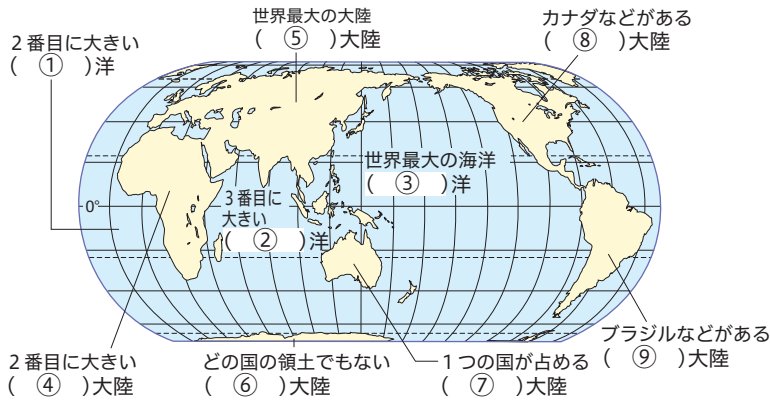 世界最大の大陸
( ⑤ )大陸
カナダなどがある
( ⑧ )大陸
2番目に大きい
( ① )洋
世界最大の海洋
( ③ )洋
0°
3番目に
大きい
( ② )洋
2番目に大きい
( ④ )大陸
どの国の領土でもない
( ⑥ )大陸
1つの国が占める
( ⑦ )大陸
ブラジルなどがある
( ⑨ )大陸